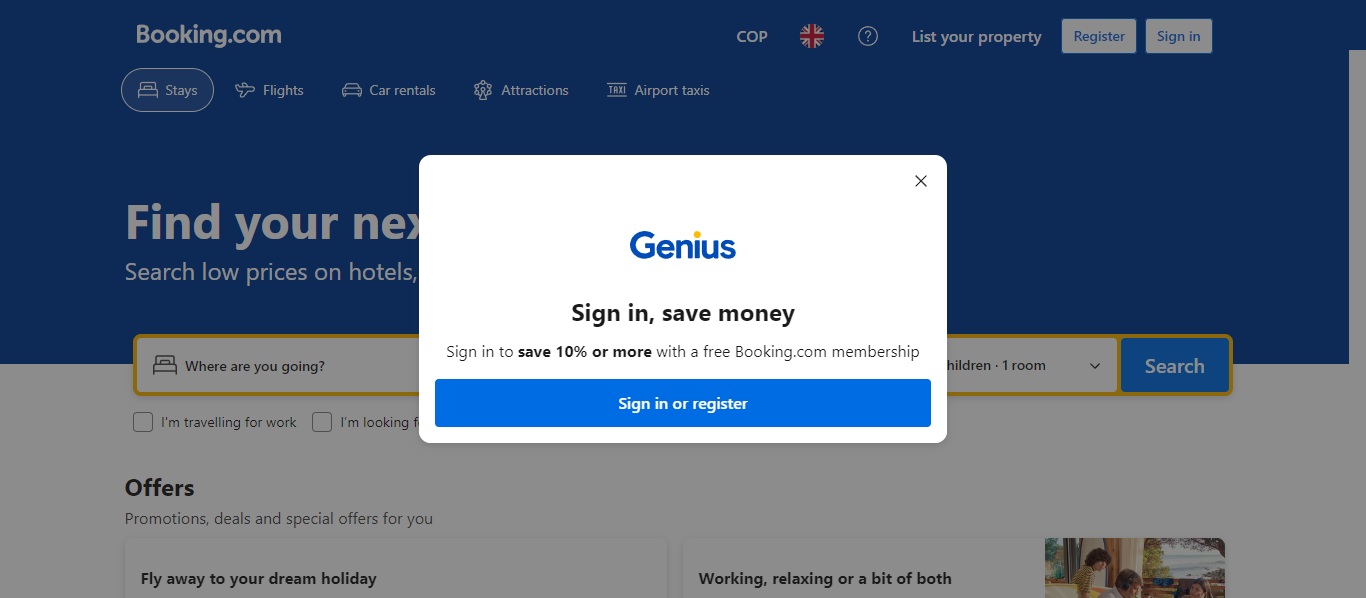 Booking.com
COP
List your property
Register
Sign in
Stays
Flights
Car rentals
Attractions
TAXI
Airport taxis
Find your nex
Search low prices on hotels,
Genius
Sign in, save money
Sign in to save 10% or more with a free Booking.com membership
Sign in or register
Where are you going?
hildren · 1 room
Search
I'm travelling for work
I'm looking f
Offers
Promotions, deals and special offers for you
Fly away to your dream holiday
Working, relaxing or a bit of both